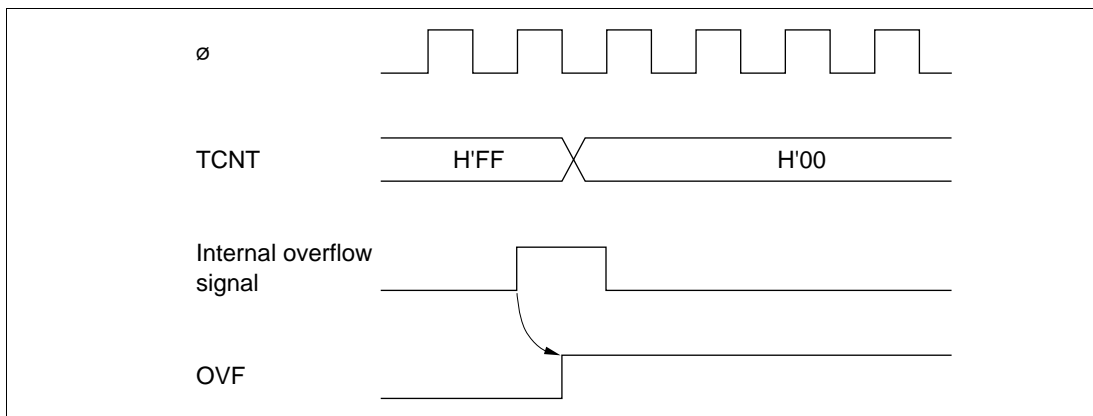 ø
TCNT
H'FF
H'00
Internal overflow
signal
OVF